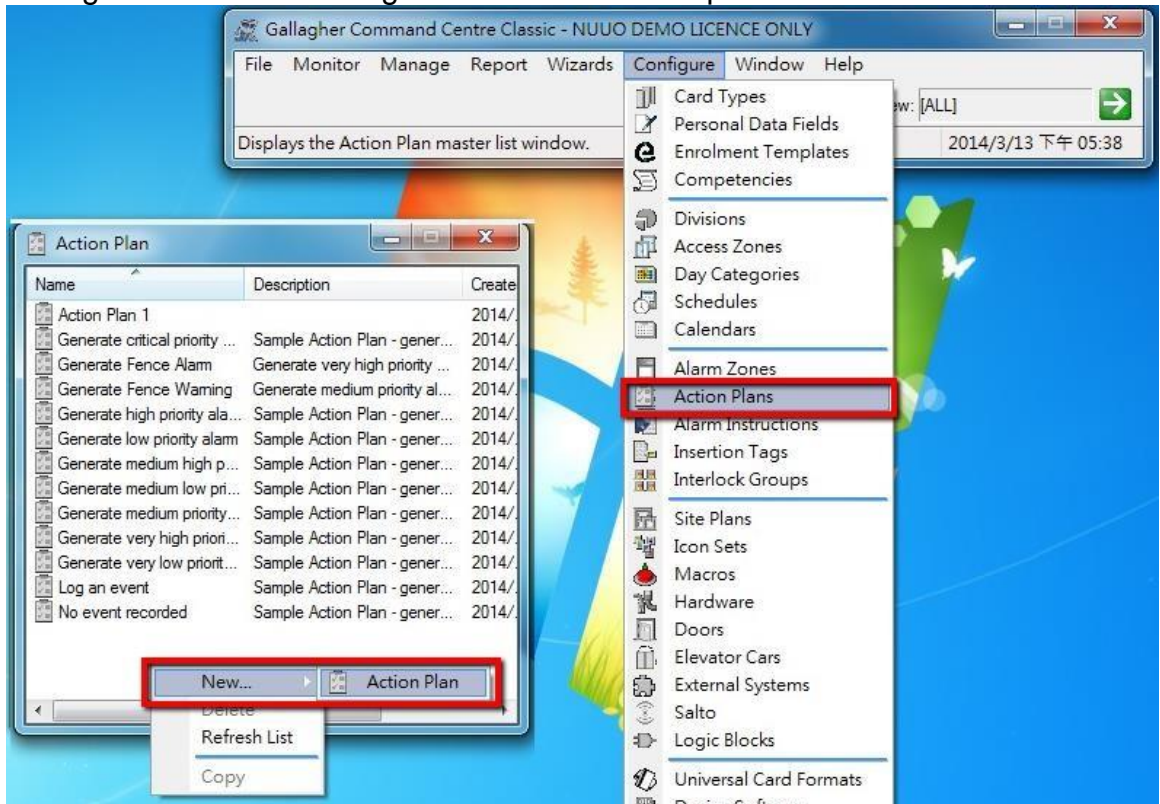 Gallagher Command Centre Classic - NUUO DEMO LICENCE ONLY
File Monitor Manage Report Wizards Configure Window Help
[ALL]
Displays the Action Plan master list window.
2014/3/13 下午 05:38
Card Types
Personal Data Fields
Enrolment Templates
Competencies
Divisions
Access Zones
Day Categories
Schedules
Calendars
Alarm Zones
Action Plans
Alarm Instructions
Insertion Tags
Interlock Groups
Site Plans
Icon Sets
Macros
Hardware
Doors
Elevator Cars
External Systems
Salto
Logic Blocks
Universal Card Formats
Action Plan
Name Description Create
Action Plan 1 2014/.
Generate critical priority ... Sample Action Plan - gener... 2014/.
Generate Fence Alarm Generate very high priority ... 2014/.
Generate Fence Warning Generate medium priority al... 2014/.
Generate high priority ala... Sample Action Plan - gener... 2014/.
Generate low priority alarm Sample Action Plan - gener... 2014/.
Generate medium high p... Sample Action Plan - gener... 2014/.
Generate medium low pri... Sample Action Plan - gener... 2014/.
Generate medium priority... Sample Action Plan - gener... 2014/.
Generate very high priori... Sample Action Plan - gener... 2014/.
Generate very low priorit... Sample Action Plan - gener... 2014/.
Log an event Sample Action Plan - gener... 2014/.
No event recorded Sample Action Plan - gener... 2014/.
New... Action Plan
Delete
Refresh List
Copy